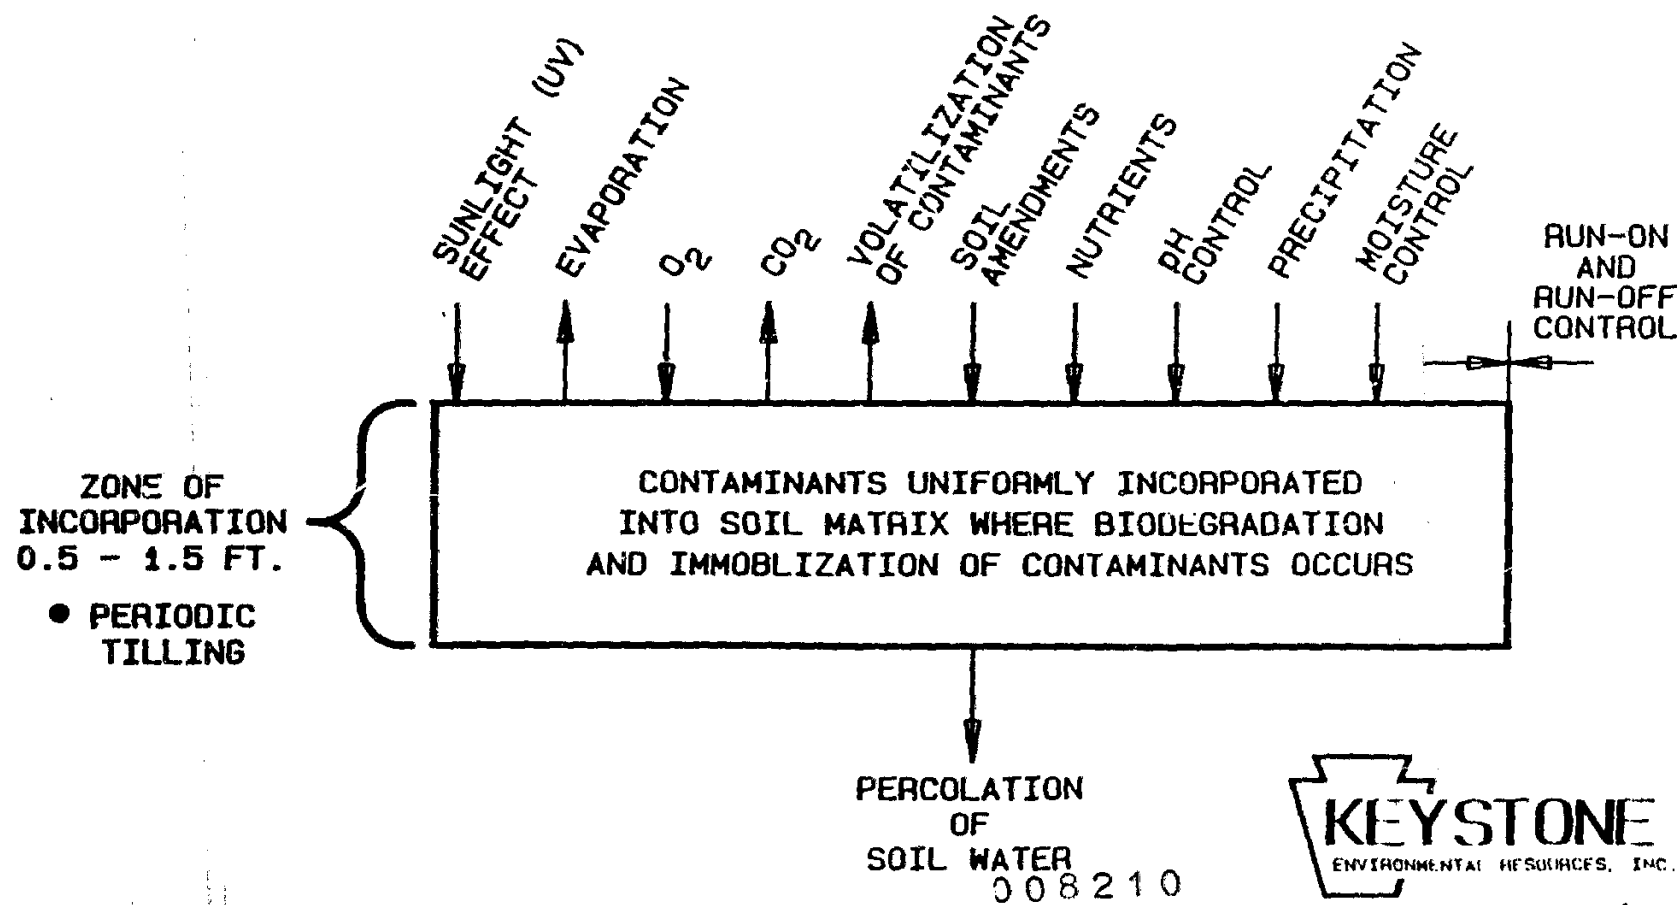 SUNLIGHT (UV)
EFFECT
EVAPORATION
O2
CO2
VOLATILIZATION
OF CONTAMINANTS
SOIL
AMENDMENTS
NUTRIENTS
pH
CONTROL
PRECIPITATION
MOISTURE
CONTROL
RUN-ON
AND
RUN-OFF
CONTROL
ZONE OF
INCORPORATION
0.5 - 1.5 FT.
● PERIODIC
TILLING
CONTAMINANTS UNIFORMLY INCORPORATED
INTO SOIL MATRIX WHERE BIODEGRADATION
AND IMMOBLIZATION OF CONTAMINANTS OCCURS
PERCOLATION
OF
SOIL WATER
008210
KEYSTONE
ENVIRONMENTAL RESOURCES, INC.